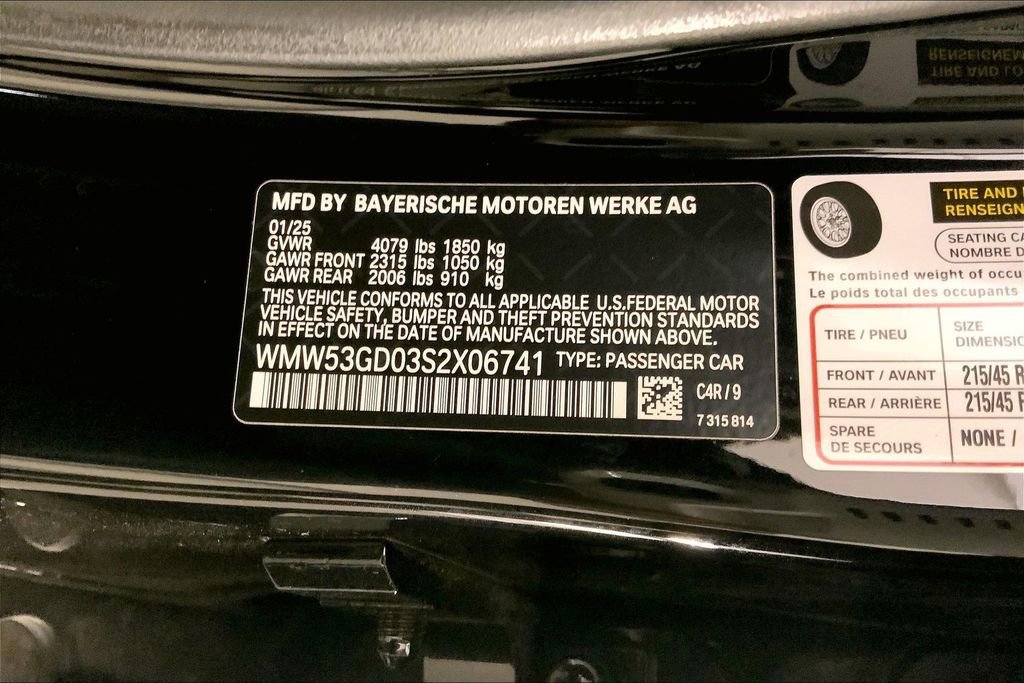 MFD BY BAYERISCHE MOTOREN WERKE AG
01/25
GVWR 4079 lbs 1850 kg
GAWR FRONT 2315 lbs 1050 kg
GAWR REAR 2006 lbs 910 kg
THIS VEHICLE CONFORMS TO ALL APPLICABLE U.S.FEDERAL MOTOR
VEHICLE SAFETY, BUMPER AND THEFT PREVENTION STANDARDS
IN EFFECT ON THE DATE OF MANUFACTURE SHOWN ABOVE.
WMW53GD03S2X06741 TYPE: PASSENGER CAR
C4R / 9
7 315 814
TIRE AND
RENSEIGN
SEATING CA
NOMBRE D
The combined weight of occu
Le poids total des occupants
TIRE / PNEU SIZE
DIMENSIO
FRONT / AVANT 215/45 R
REAR / ARRIÈRE 215/45 R
SPARE
DE SECOURS NONE /